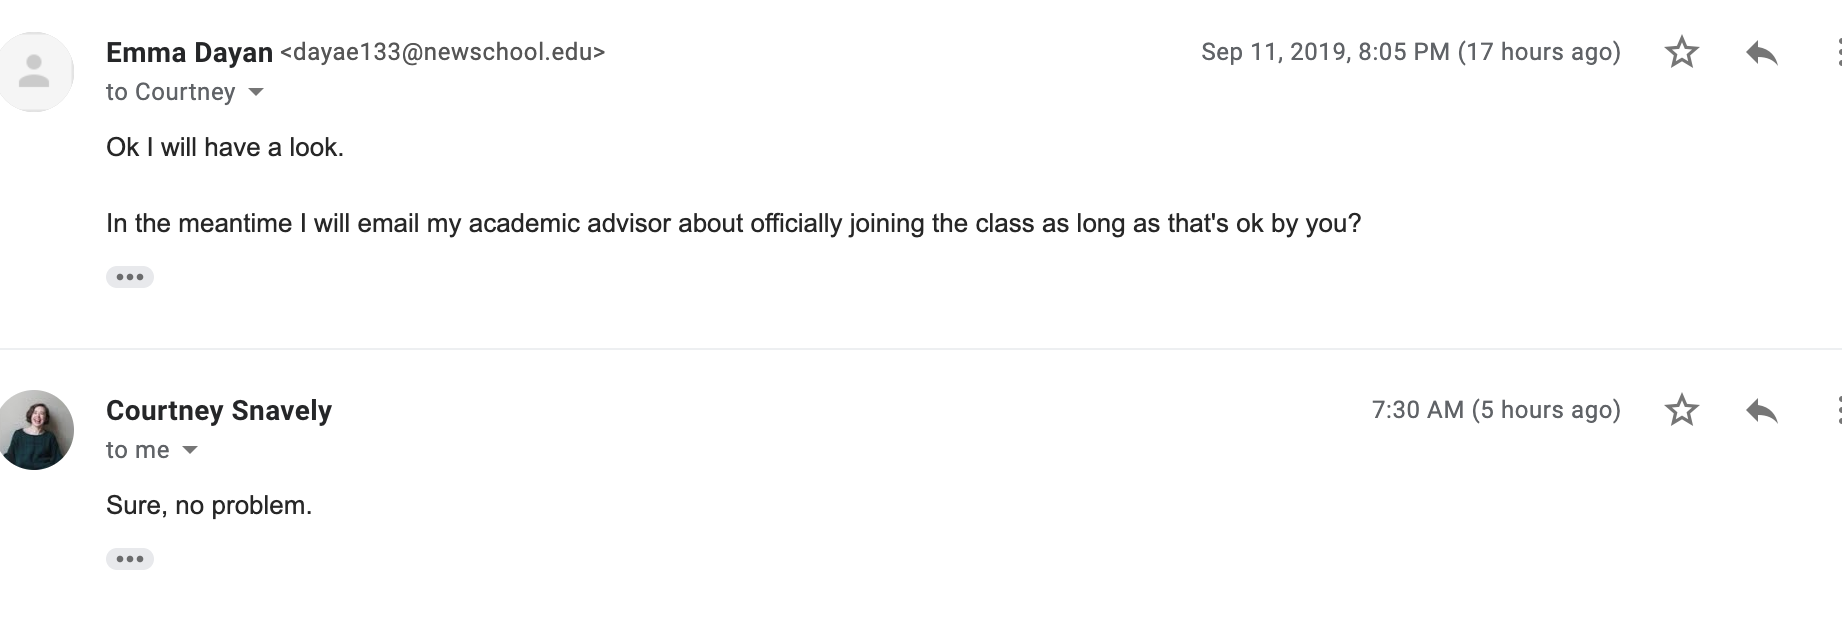 Emma Dayan <dayae133@newschool.edu> Sep 11, 2019, 8:05 PM (17 hours ago)
to Courtney
Ok I will have a look.
In the meantime I will email my academic advisor about officially joining the class as long as that's ok by you?
Courtney Snavely 7:30 AM (5 hours ago)
to me
Sure, no problem.